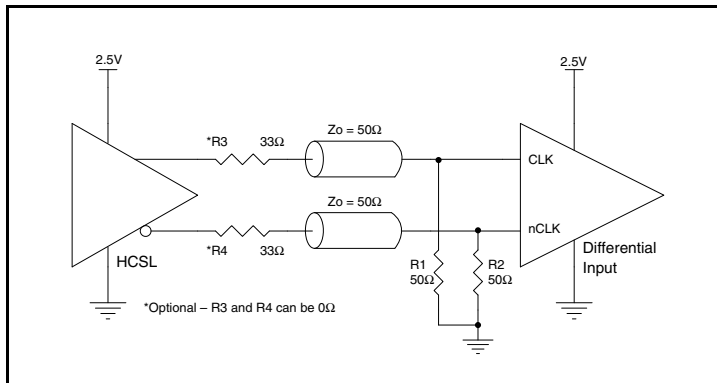 2.5V
2.5V
*R3 33Ω
Zo = 50Ω
CLK
Zo = 50Ω
nCLK
*R4 33Ω
HCSL
R1
50Ω
R2
50Ω
Differential
Input
*Optional – R3 and R4 can be 0Ω